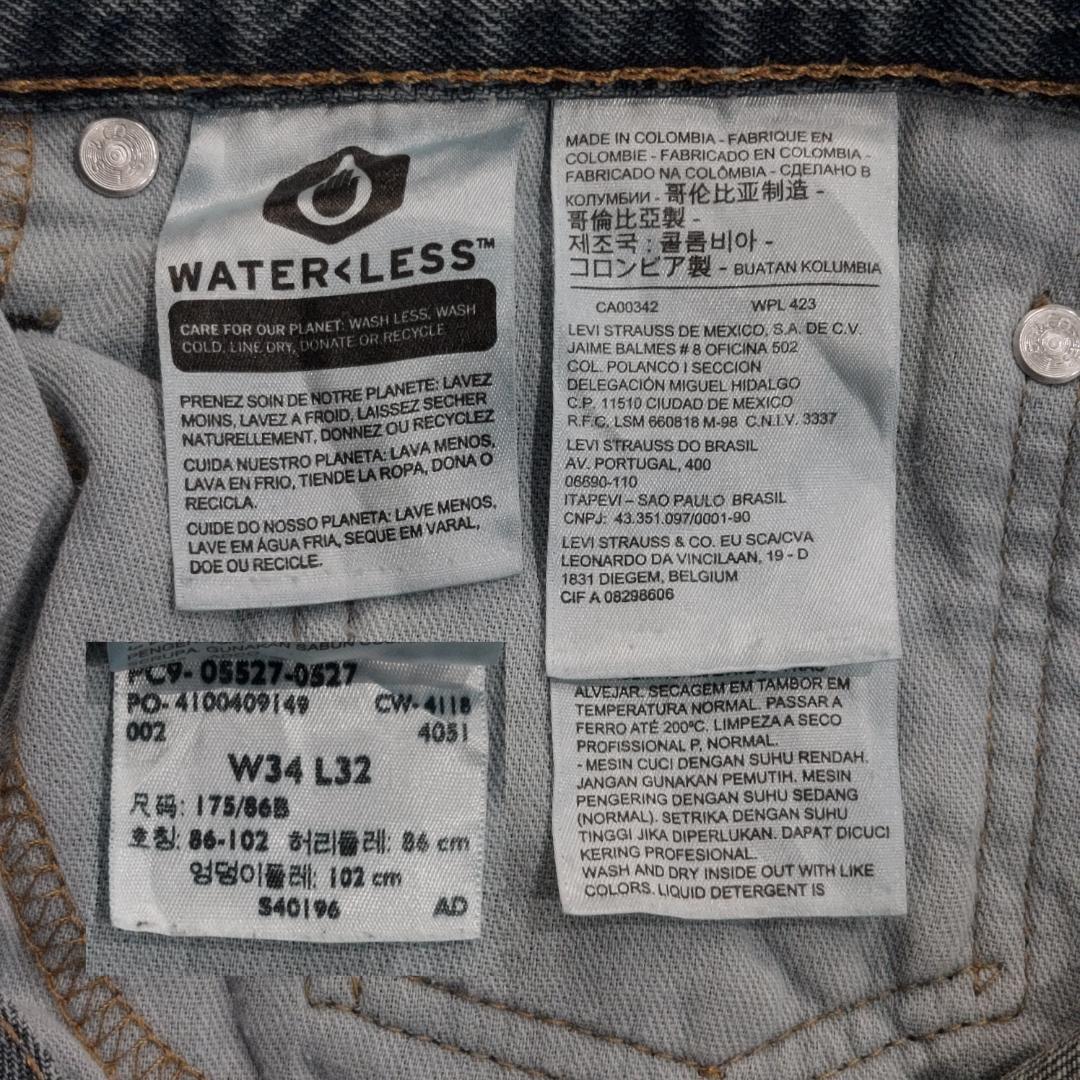 WATER<LESS™
CARE FOR OUR PLANET: WASH LESS, WASH
COLD, LINE DRY, DONATE OR RECYCLE
PRENEZ SOIN DE NOTRE PLANETE: LAVEZ
MOINS, LAVEZ A FROID, LAISSEZ SECHER
NATURELLEMENT, DONNEZ OU RECYCLEZ
CUIDA NUESTRO PLANETA: LAVA MENOS,
LAVA EN FRIO, TIENDE LA ROPA, DONA O
RECICLA.
CUIDE DO NOSSO PLANETA: LAVE MENOS,
LAVE EM ÁGUA FRIA, SEQUE EM VARAL,
DOE OU RECICLE.
MADE IN COLOMBIA - FABRIQUE EN
COLOMBIE - FABRICADO EN COLOMBIA -
FABRICADO NA COLÔMBIA - СДЕЛАНО В
КОЛУМБИИ - 哥伦比亚制造 -
哥倫比亞製 -
제조국 : 콜롬비아 -
コロンビア製 - BUATAN KOLUMBIA
CA00342 WPL 423
LEVI STRAUSS DE MEXICO, S.A. DE C.V.
JAIME BALMES # 8 OFICINA 502
COL. POLANCO I SECCION
DELEGACIÓN MIGUEL HIDALGO
C.P. 11510 CIUDAD DE MEXICO
R.F.C. LSM 660818 M-98 C.N.I.V. 3337
LEVI STRAUSS DO BRASIL
AV. PORTUGAL, 400
06690-110
ITAPEVI – SAO PAULO BRASIL
CNPJ: 43.351.097/0001-90
LEVI STRAUSS & CO. EU SCA/CVA
LEONARDO DA VINCILAAN, 19 - D
1831 DIEGEM, BELGIUM
CIF A 08298606
ALVEJAR. SECAGEM EM TAMBOR EM
TEMPERATURA NORMAL. PASSAR A
FERRO ATÉ 200ºC. LIMPEZA A SECO
PROFISSIONAL P, NORMAL.
- MESIN CUCI DENGAN SUHU RENDAH.
JANGAN GUNAKAN PEMUTIH. MESIN
PENGERING DENGAN SUHU SEDANG
(NORMAL). SETRIKA DENGAN SUHU
TINGGI JIKA DIPERLUKAN. DAPAT DICUCI
KERING PROFESIONAL.
WASH AND DRY INSIDE OUT WITH LIKE
COLORS. LIQUID DETERGENT IS
GUNAKAN SABUN
PC9- 05527-0527
PO- 4100409149 CW- 4118
002 4051
W34 L32
尺码: 175/86B
호칭: 86-102 허리둘레: 86 cm
엉덩이둘레: 102 cm
S40196 AD